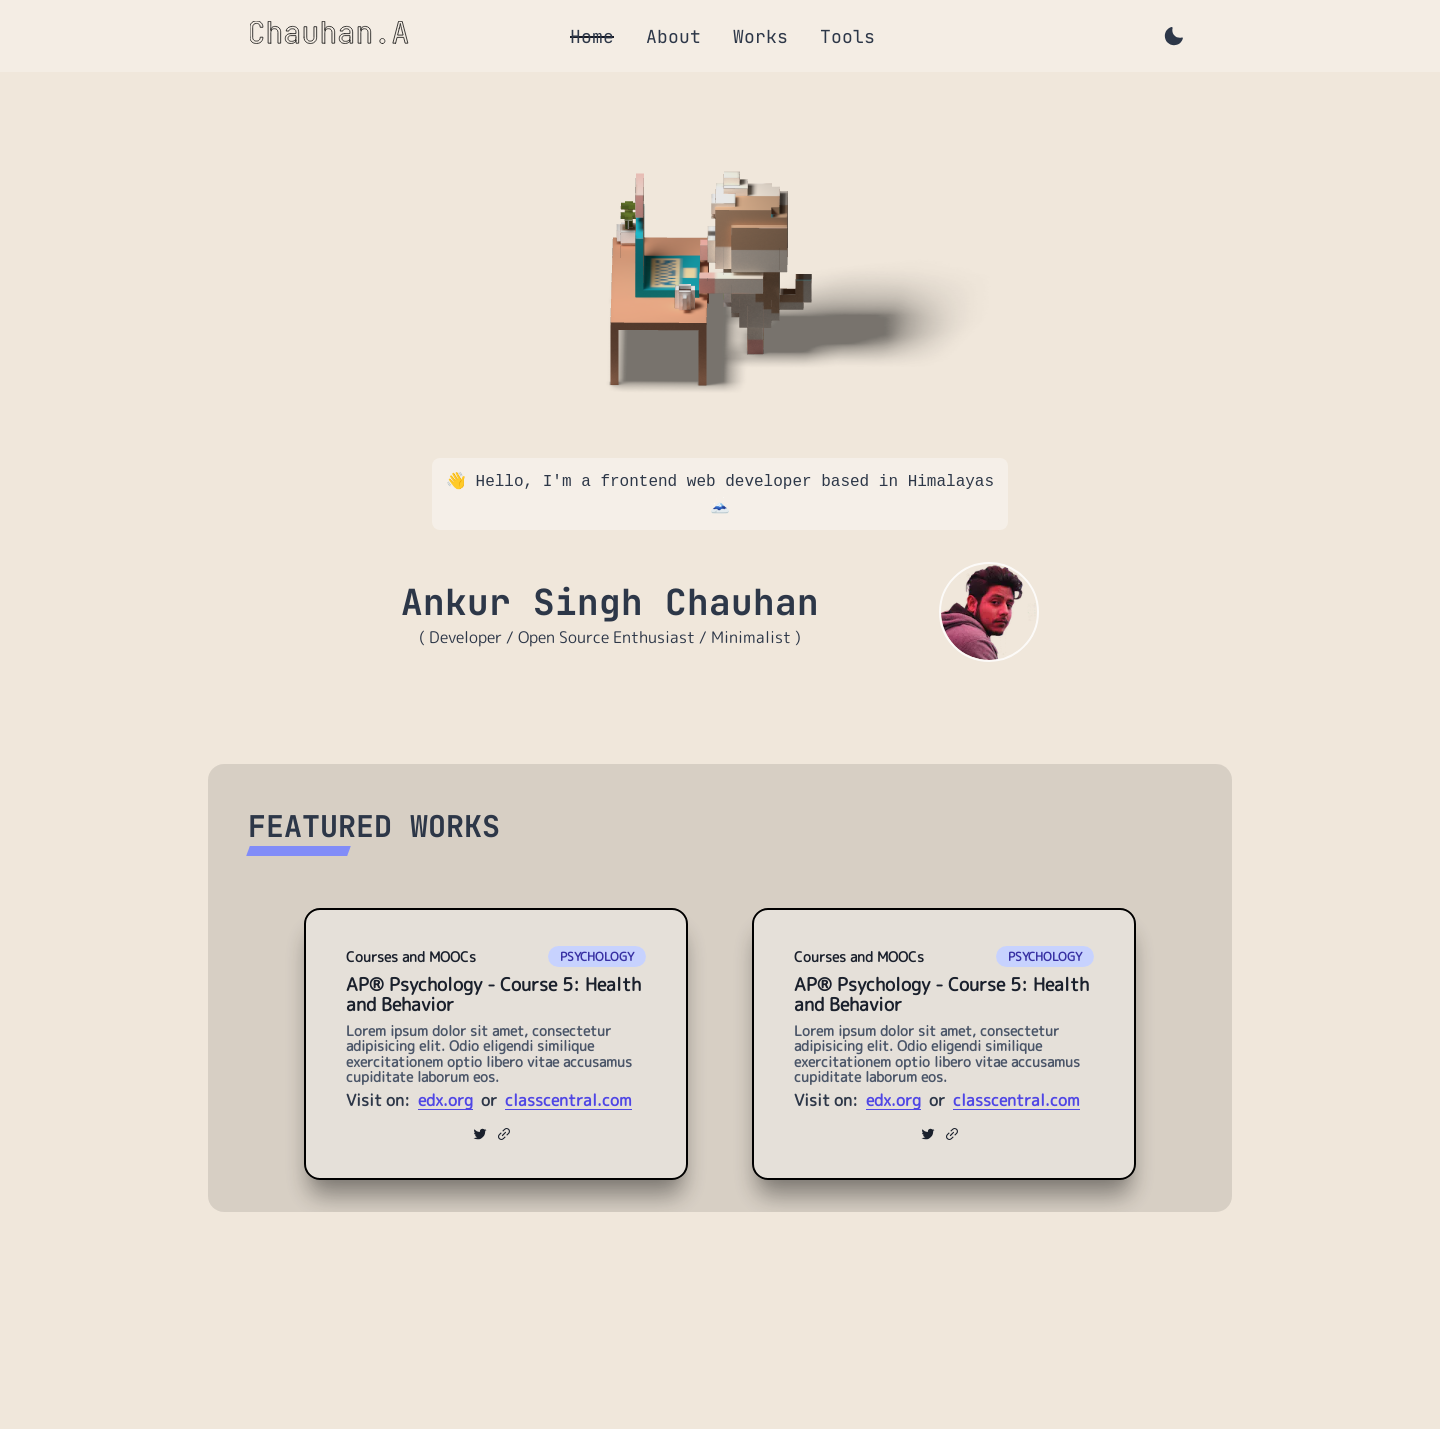 Chauhan.A
Home About Works Tools
👋 Hello, I'm a frontend web developer based in Himalayas
🗻
Ankur Singh Chauhan
( Developer / Open Source Enthusiast / Minimalist )
FEATURED WORKS
Courses and MOOCs PSYCHOLOGY
AP® Psychology - Course 5: Health
and Behavior
Lorem ipsum dolor sit amet, consectetur
adipisicing elit. Odio eligendi similique
exercitationem optio libero vitae accusamus
cupiditate laborum eos.
Visit on: edx.org or classcentral.com
Courses and MOOCs PSYCHOLOGY
AP® Psychology - Course 5: Health
and Behavior
Lorem ipsum dolor sit amet, consectetur
adipisicing elit. Odio eligendi similique
exercitationem optio libero vitae accusamus
cupiditate laborum eos.
Visit on: edx.org or classcentral.com